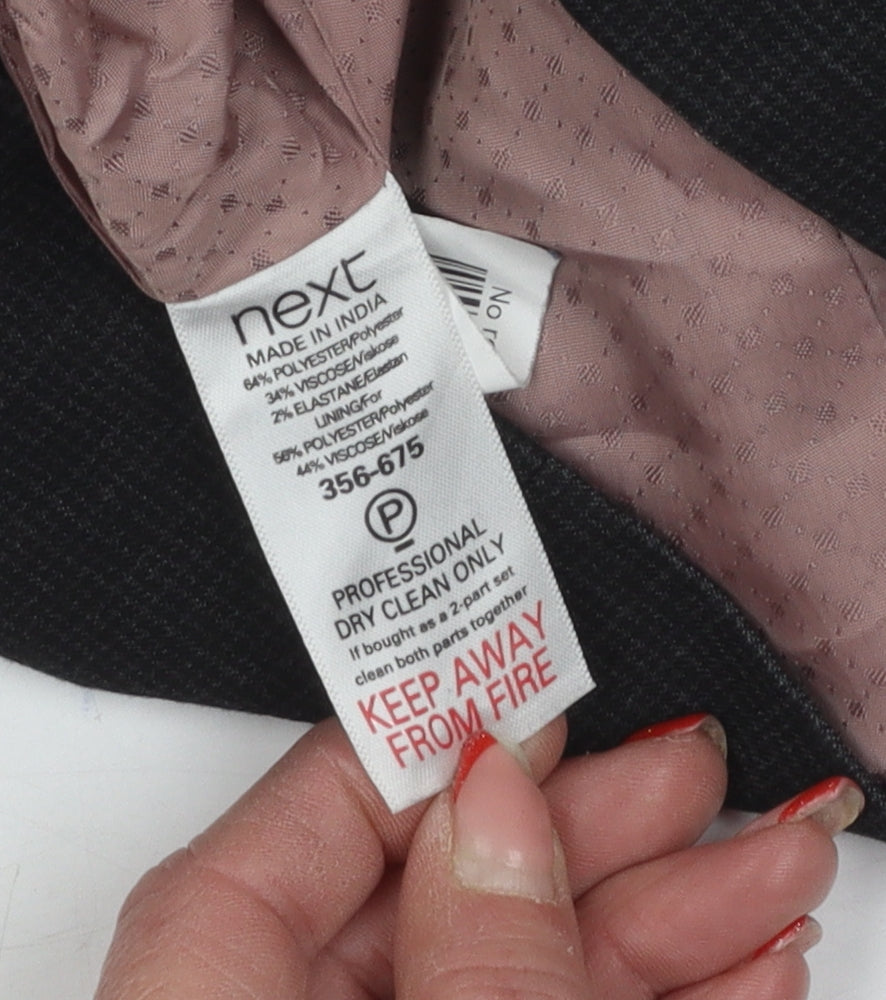 next
MADE IN INDIA
64% POLYESTER/Polyester
34% VISCOSE/Viskose
2% ELASTANE/Elastan
LINING/For
56% POLYESTER/Polyester
44% VISCOSE/Viskose
356-675
P
PROFESSIONAL
DRY CLEAN ONLY
If bought as a 2-part set
clean both parts together
KEEP AWAY
FROM FIRE
No